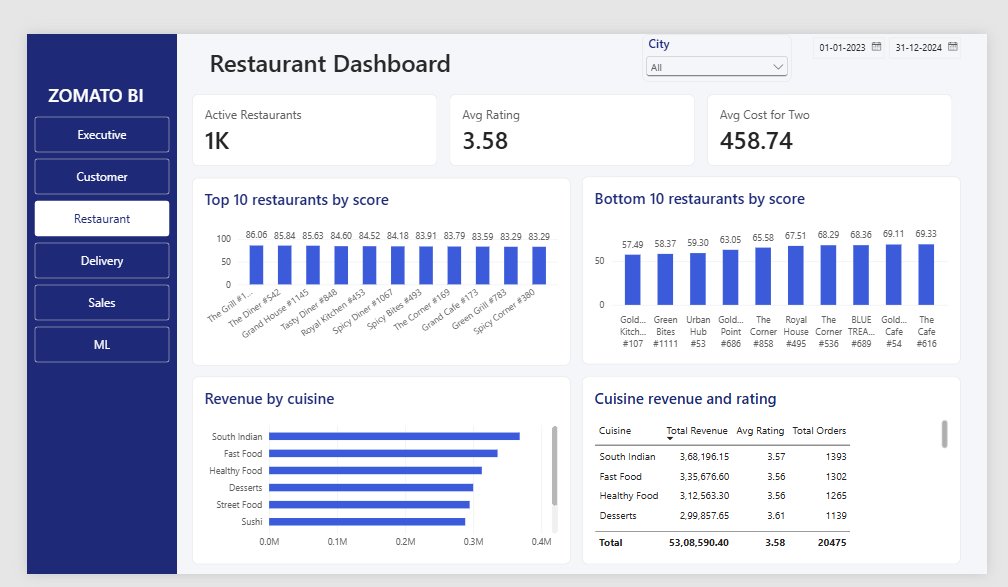 City
Restaurant Dashboard
All
01-01-2023
31-12-2024
ZOMATO BI
Executive
Customer
Restaurant
Delivery
Sales
ML
Active Restaurants
1K
Avg Rating
3.58
Avg Cost for Two
458.74
Top 10 restaurants by score
86.06 85.84 85.63 84.60 84.52 84.18 83.91 83.79 83.59 83.29 83.29
100
50
0
The Grill #1...
The Diner #542
Grand House #1145
Tasty Diner #848
Royal Kitchen #453
Spicy Diner #1067
Spicy Bites #493
The Corner #169
Grand Cafe #173
Green Grill #783
Spicy Corner #380
Bottom 10 restaurants by score
57.49 58.37 59.30 63.05 65.58 67.51 68.29 68.36 69.11 69.33
50
0
Gold... Green Urban Gold... The Royal The BLUE Gold... The
Kitch... Bites Hub Point Corner House Corner TREA... Cafe Cafe
#107 #1111 #53 #686 #858 #495 #536 #689 #54 #616
Revenue by cuisine
South Indian
Fast Food
Healthy Food
Desserts
Street Food
Sushi
0.0M 0.1M 0.2M 0.3M 0.4M
Cuisine revenue and rating
Cuisine Total Revenue Avg Rating Total Orders
South Indian 3,68,196.15 3.57 1393
Fast Food 3,35,676.60 3.56 1302
Healthy Food 3,12,563.30 3.56 1265
Desserts 2,99,857.65 3.61 1139
Total 53,08,590.40 3.58 20475